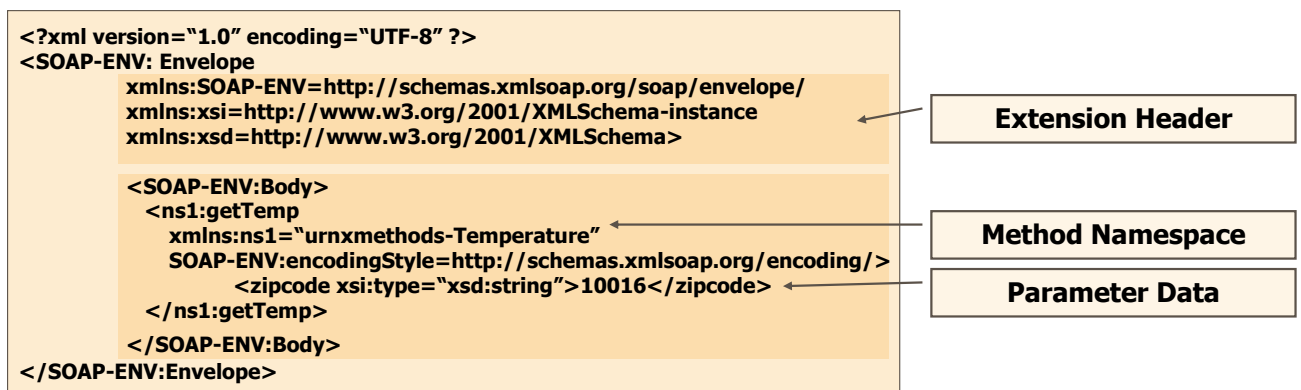 <?xml version=“1.0” encoding=“UTF-8” ?>
<SOAP-ENV: Envelope
xmlns:SOAP-ENV=http://schemas.xmlsoap.org/soap/envelope/
xmlns:xsi=http://www.w3.org/2001/XMLSchema-instance
xmlns:xsd=http://www.w3.org/2001/XMLSchema>
Extension Header
<SOAP-ENV:Body>
<ns1:getTemp
xmlns:ns1=“urnxmethods-Temperature”
Method Namespace
SOAP-ENV:encodingStyle=http://schemas.xmlsoap.org/encoding/>
<zipcode xsi:type=“xsd:string”>10016</zipcode>
Parameter Data
</ns1:getTemp>
</SOAP-ENV:Body>
</SOAP-ENV:Envelope>